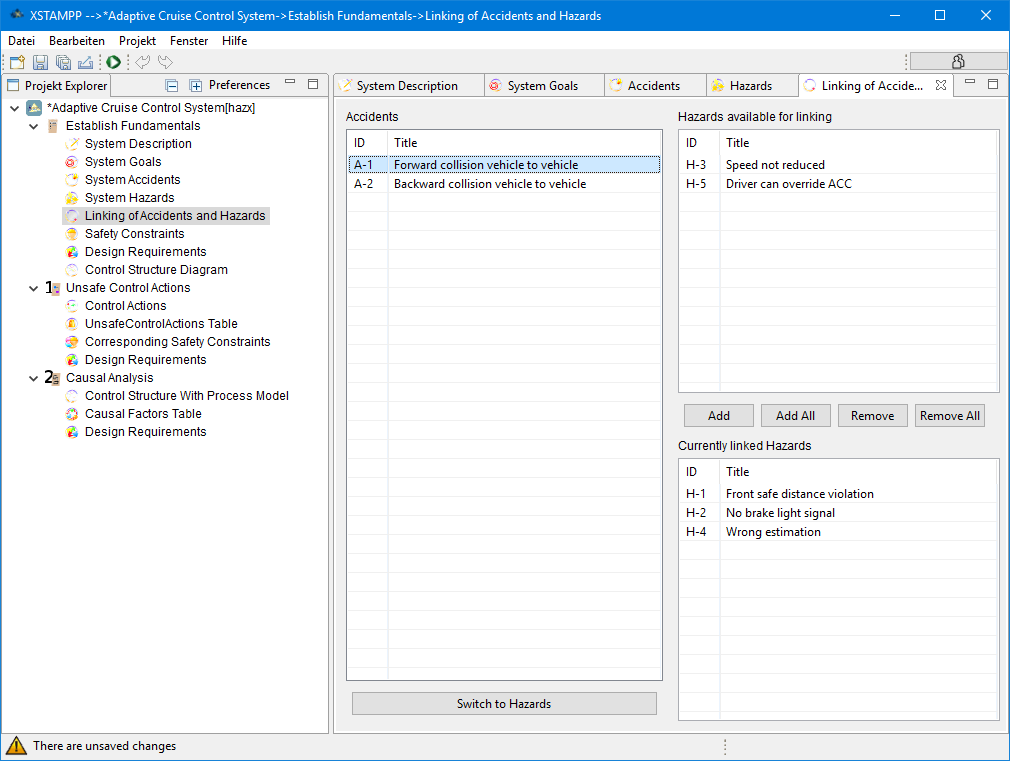 XSTAMPP -->*Adaptive Cruise Control System->Establish Fundamentals->Linking of Accidents and Hazards
Datei Bearbeiten Projekt Fenster Hilfe
Projekt Explorer Preferences
*Adaptive Cruise Control System[hazx]
Establish Fundamentals
System Description
System Goals
System Accidents
System Hazards
Linking of Accidents and Hazards
Safety Constraints
Design Requirements
Control Structure Diagram
1 Unsafe Control Actions
Control Actions
UnsafeControlActions Table
Corresponding Safety Constraints
Design Requirements
2 Causal Analysis
Control Structure With Process Model
Causal Factors Table
Design Requirements
System Description System Goals Accidents Hazards Linking of Accide...
Accidents
ID Title
A-1 Forward collision vehicle to vehicle
A-2 Backward collision vehicle to vehicle
Switch to Hazards
Hazards available for linking
ID Title
H-3 Speed not reduced
H-5 Driver can override ACC
Add Add All Remove Remove All
Currently linked Hazards
ID Title
H-1 Front safe distance violation
H-2 No brake light signal
H-4 Wrong estimation
There are unsaved changes